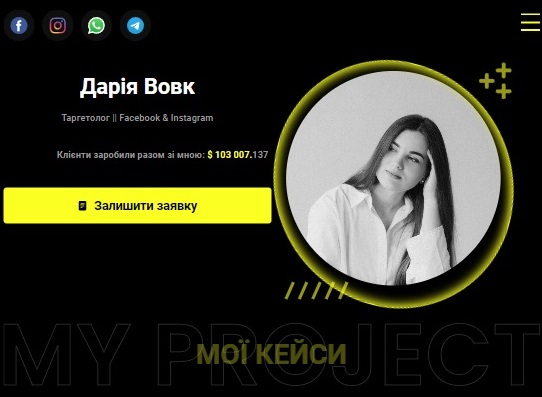 Дарія Вовк
Таргетолог || Facebook & Instagram
Клієнти заробили разом зі мною: $ 103 007.137
Залишити заявку
MY PROJECT
МОЇ КЕЙСИ